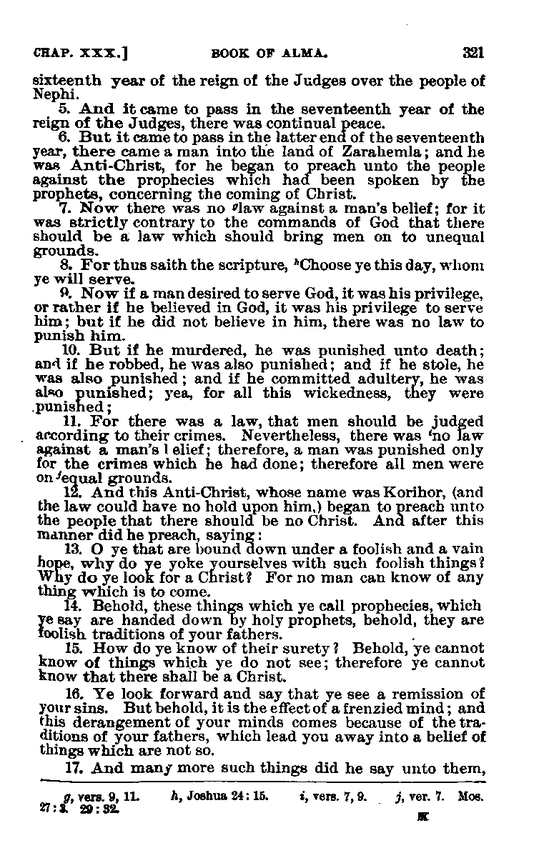 CHAP. XXX.] BOOK OF ALMA. 321
sixteenth year of the reign of the Judges over the people of
Nephi.
5. And it came to pass in the seventeenth year of the
reign of the Judges, there was continual peace.
6. But it came to pass in the latter end of the seventeenth
year, there came a man into the land of Zarahemla; and he
was Anti-Christ, for he began to preach unto the people
against the prophecies which had been spoken by the
prophets, concerning the coming of Christ.
7. Now there was no glaw against a man's belief; for it
was strictly contrary to the commands of God that there
should be a law which should bring men on to unequal
grounds.
8. For thus saith the scripture, hChoose ye this day, whom
ye will serve.
9. Now if a man desired to serve God, it was his privilege,
or rather if he believed in God, it was his privilege to serve
him; but if he did not believe in him, there was no law to
punish him.
10. But if he murdered, he was punished unto death;
and if he robbed, he was also punished; and if he stole, he
was also punished; and if he committed adultery, he was
also punished; yea, for all this wickedness, they were
punished;
11. For there was a law, that men should be judged
according to their crimes. Nevertheless, there was ino law
against a man's belief; therefore, a man was punished only
for the crimes which he had done; therefore all men were
on jequal grounds.
12. And this Anti-Christ, whose name was Korihor, (and
the law could have no hold upon him,) began to preach unto
the people that there should be no Christ. And after this
manner did he preach, saying:
13. O ye that are bound down under a foolish and a vain
hope, why do ye yoke yourselves with such foolish things?
Why do ye look for a Christ? For no man can know of any
thing which is to come.
14. Behold, these things which ye call prophecies, which
ye say are handed down by holy prophets, behold, they are
foolish traditions of your fathers.
15. How do ye know of their surety? Behold, ye cannot
know of things which ye do not see; therefore ye cannot
know that there shall be a Christ.
16. Ye look forward and say that ye see a remission of
your sins. But behold, it is the effect of a frenzied mind; and
this derangement of your minds comes because of the tra-
ditions of your fathers, which lead you away into a belief of
things which are not so.
17. And many more such things did he say unto them,
g, vers. 9, 11. h, Joshua 24:15. i, vers. 7, 9. j, ver. 7. Mos.
27:3. 29:32.